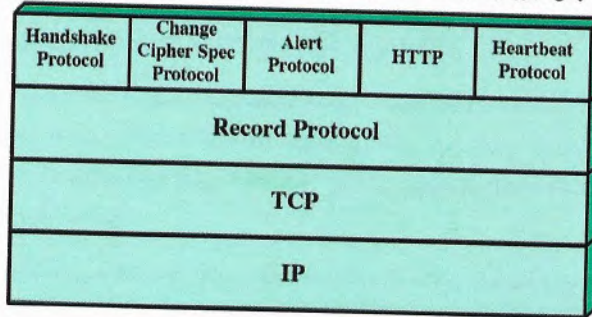 Handshake
Protocol
Change
Cipher Spec
Protocol
Alert
Protocol
HTTP
Heartbeat
Protocol
Record Protocol
TCP
IP